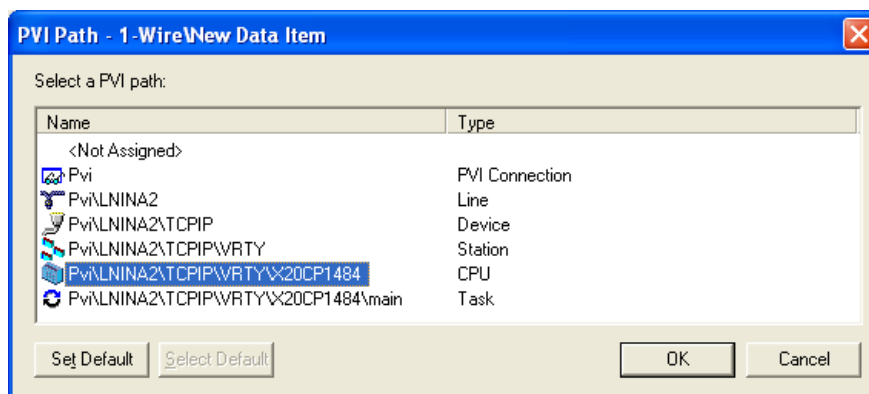 PVI Path - 1-Wire\New Data Item
Select a PVI path:
Name Type
<Not Assigned>
Pvi PVI Connection
Pvi\LNINA2 Line
Pvi\LNINA2\TCPIP Device
Pvi\LNINA2\TCPIP\VRTY Station
Pvi\LNINA2\TCPIP\VRTY\X20CP1484 CPU
Pvi\LNINA2\TCPIP\VRTY\X20CP1484\main Task
Set Default Select Default OK Cancel